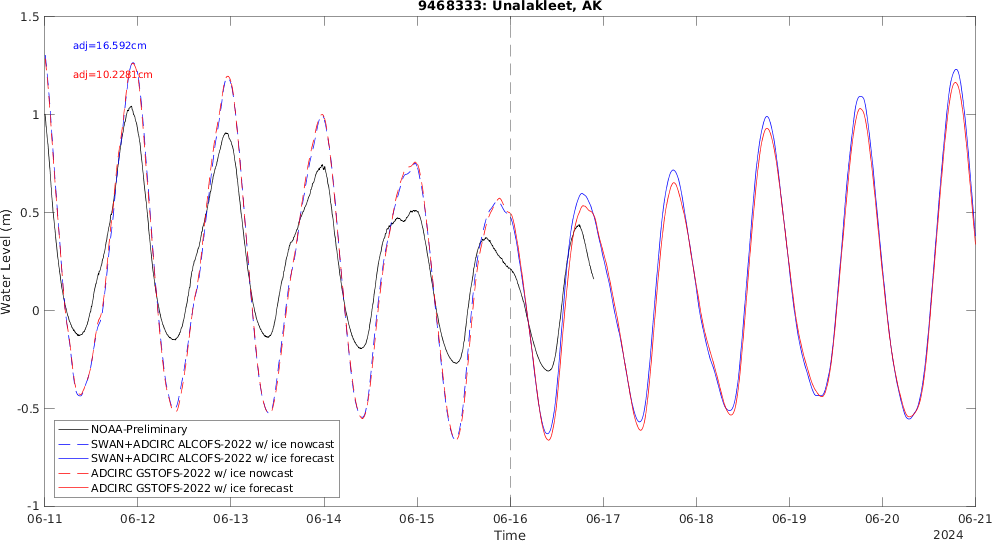 9468333: Unalakleet, AK
adj=16.592cm
adj=10.2281cm
Water Level (m)
1.5
1
0.5
0
-0.5
-1
NOAA-Preliminary
SWAN+ADCIRC ALCOFS-2022 w/ ice nowcast
SWAN+ADCIRC ALCOFS-2022 w/ ice forecast
ADCIRC GSTOFS-2022 w/ ice nowcast
ADCIRC GSTOFS-2022 w/ ice forecast
06-11 06-12 06-13 06-14 06-15 06-16 06-17 06-18 06-19 06-20 06-21
Time
2024